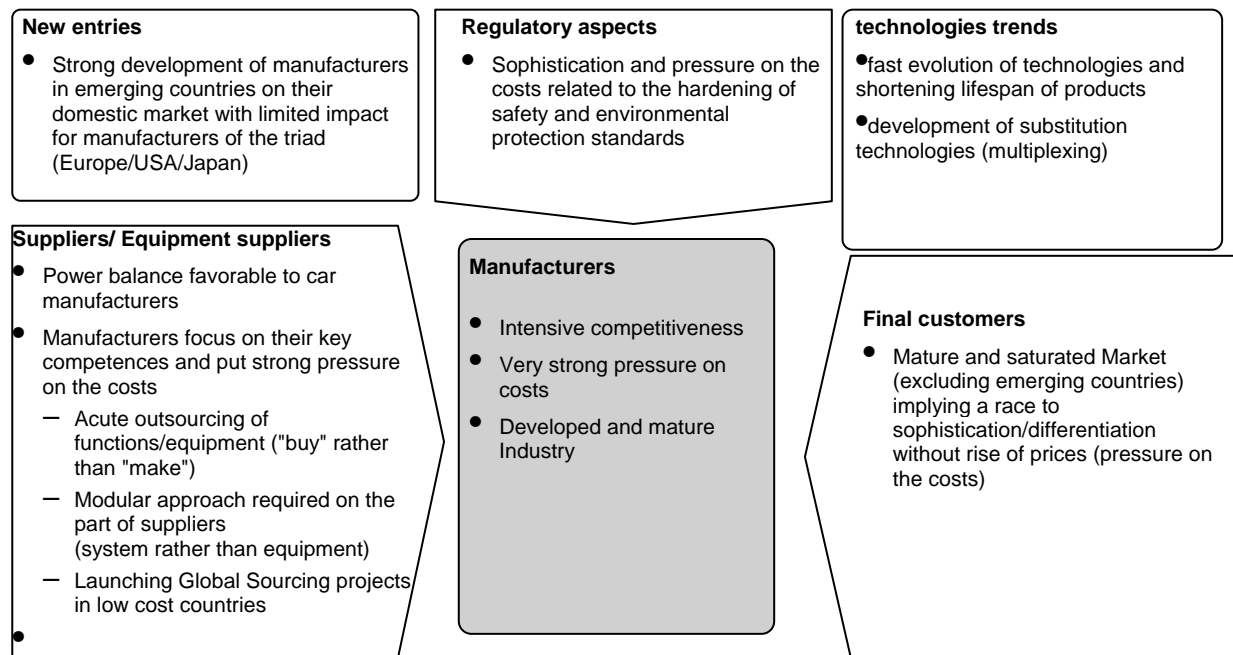 New entries
● Strong development of manufacturers
in emerging countries on their
domestic market with limited impact
for manufacturers of the triad
(Europe/USA/Japan)
Regulatory aspects
● Sophistication and pressure on the
costs related to the hardening of
safety and environmental
protection standards
technologies trends
●fast evolution of technologies and
shortening lifespan of products
●development of substitution
technologies (multiplexing)
Suppliers/ Equipment suppliers
● Power balance favorable to car
manufacturers
● Manufacturers focus on their key
competences and put strong pressure
on the costs
– Acute outsourcing of
functions/equipment ("buy" rather
than "make")
– Modular approach required on the
part of suppliers
(system rather than equipment)
– Launching Global Sourcing projects
in low cost countries
●
Manufacturers
● Intensive competitiveness
● Very strong pressure on
costs
● Developed and mature
Industry
Final customers
● Mature and saturated Market
(excluding emerging countries)
implying a race to
sophistication/differentiation
without rise of prices (pressure on
the costs)